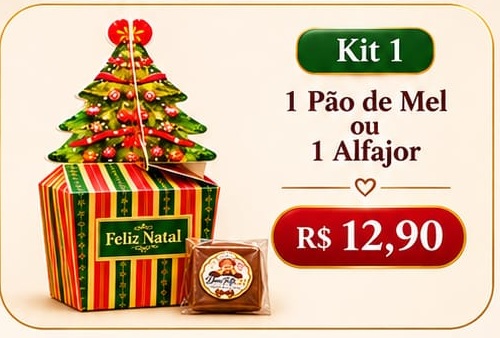 Kit 1
1 Pão de Mel
ou
1 Alfajor
R$ 12,90
Feliz Natal